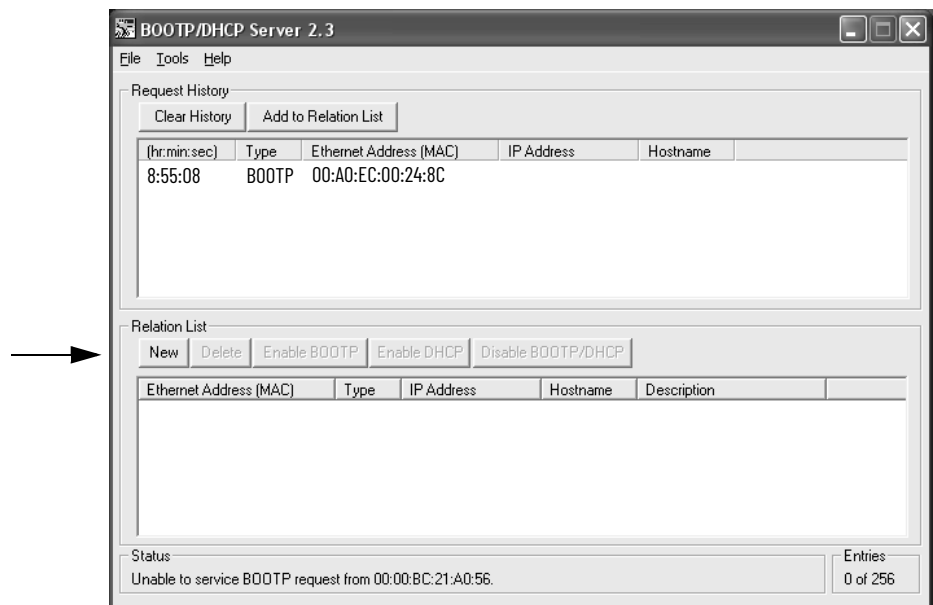 BOOTP/DHCP Server 2.3
File Tools Help
Request History
Clear History Add to Relation List
(hr:min:sec) Type Ethernet Address (MAC) IP Address Hostname
8:55:08 BOOTP 00:A0:EC:00:24:8C
Relation List
New Delete Enable BOOTP Enable DHCP Disable BOOTP/DHCP
Ethernet Address (MAC) Type IP Address Hostname Description
Status
Unable to service BOOTP request from 00:00:BC:21:A0:56.
Entries
0 of 256